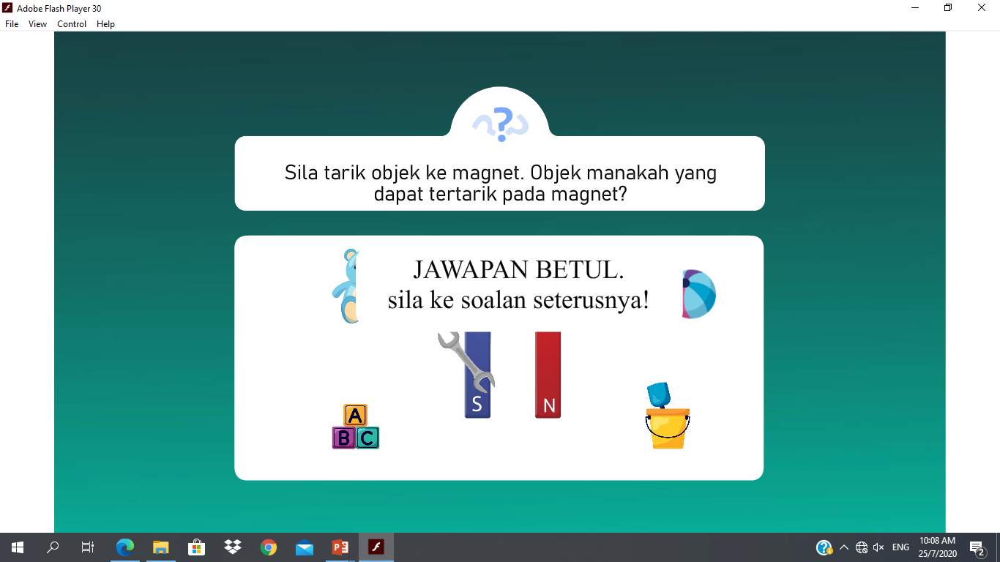 Adobe Flash Player 30
File View Control Help
?
Sila tarik objek ke magnet. Objek manakah yang
dapat tertarik pada magnet?
JAWAPAN BETUL.
sila ke soalan seterusnya!
S N
A
B C
ENG
10:08 AM
25/7/2020
2